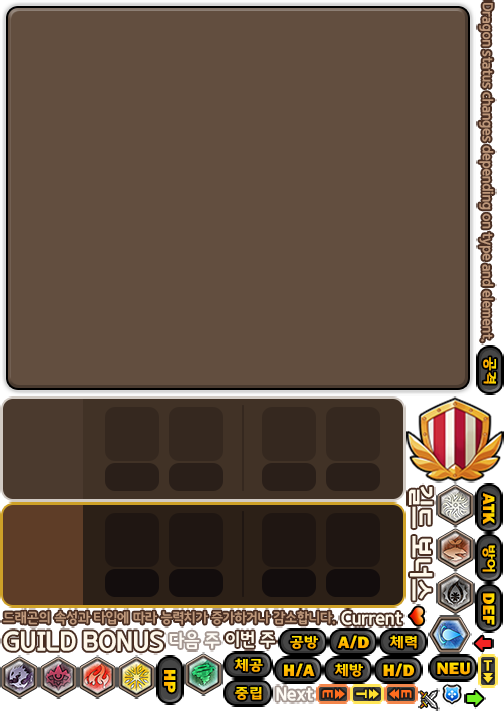 Dragon status changes depending on type and element.
공격
길드 보너스
ATK
방어
DEF
드래곤의 속성과 타입에 따라 능력치가 증가하거나 감소합니다.
Current
GUILD BONUS
다음 주
이번 주
공방
A/D
체력
HP
체공
H/A
체방
H/D
NEU
중립
Next